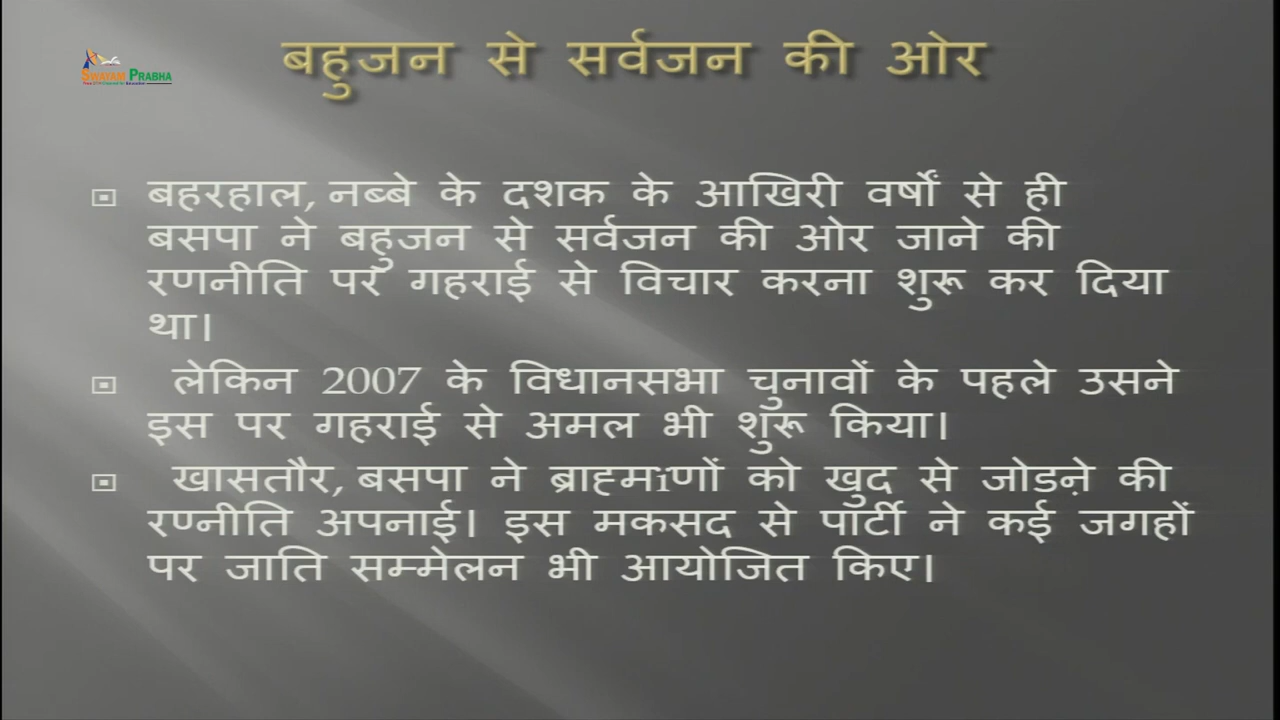 बहुजन से सर्वजन की ओर
SWAYAM PRABHA
बहरहाल, नब्बे के दशक के आखिरी वर्षों से ही
बसपा ने बहुजन से सर्वजन की ओर जाने की
रणनीति पर गहराई से विचार करना शुरू कर दिया
था।
लेकिन 2007 के विधानसभा चुनावों के पहले उसने
इस पर गहराई से अमल भी शुरू किया।
खासतौर, बसपा ने ब्राह्मıणों को खुद से जोडऩे की
रण्नीति अपनाई। इस मकसद से पार्टी ने कई जगहों
पर जाति सम्मेलन भी आयोजित किए।